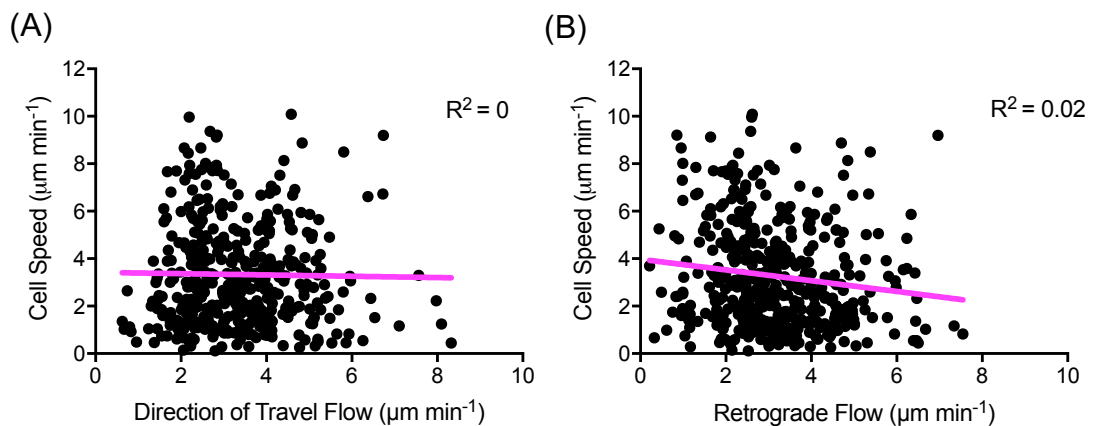 (A)
12
10
8
6
4
2
0
Cell Speed (µm min⁻¹)
R² = 0
0 2 4 6 8 10
Direction of Travel Flow (µm min⁻¹)
(B)
12
10
8
6
4
2
0
Cell Speed (µm min⁻¹)
R² = 0.02
0 2 4 6 8 10
Retrograde Flow (µm min⁻¹)